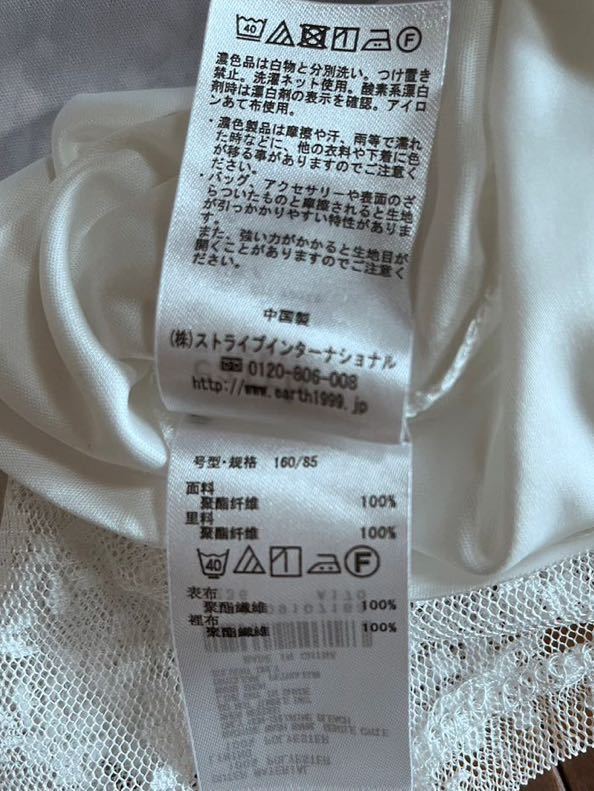 40 F
濃色品は白物と分別洗い。つけ置き
禁止。洗濯ネット使用。酸素系漂白
剤時は漂白剤の表示を確認。アイロ
ンあて布使用。
・濃色製品は摩擦や汗、雨等で濡れ
た時などに、他の衣料や下着に色
が移る事がありますのでご注意く
ださい。
・バッグ、アクセサリーや表面のざ
らついたものと摩擦されると生地
が引っかかりやすい特性がありま
す。
また、強い力がかかると生地目が
開くことがありますのでご注意く
ださい。
中国製
(株)ストライプインターナショナル
0120-806-008
http://www.earth1999.jp
号型·规格 160/85
面料
聚酯纤维 100%
里料
聚酯纤维 100%
40 F
表布
聚酯纖維 100%
裡布
聚酯纖維 100%
MADE IN CHINA
100% POLYESTER
LINING
100% POLYESTER
OUTER MATERIAL